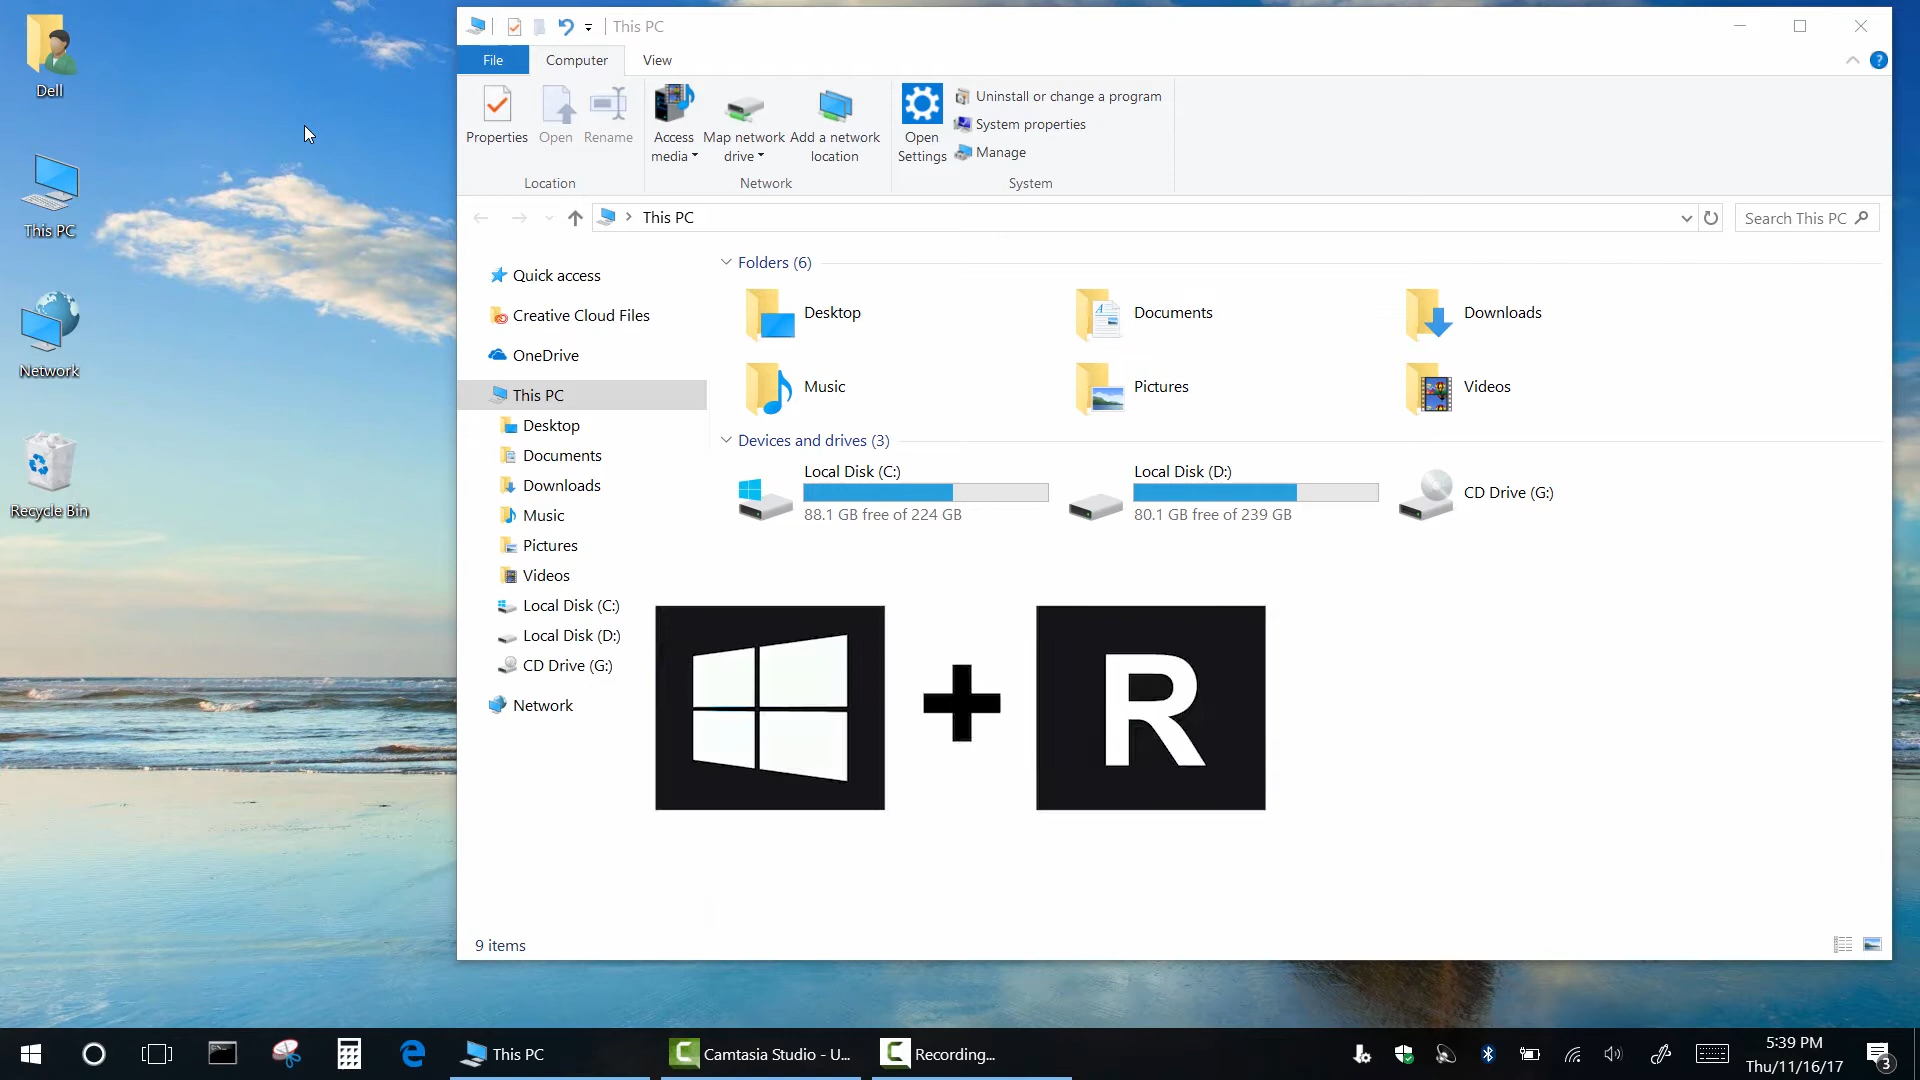 Dell
This PC
Network
Recycle Bin
This PC
File
Computer
View
Properties
Open
Rename
Location
Access media
Map network drive
Add a network location
Network
Open Settings
Uninstall or change a program
System properties
Manage
System
This PC
Search This PC
Quick access
Creative Cloud Files
OneDrive
This PC
Desktop
Documents
Downloads
Music
Pictures
Videos
Local Disk (C:)
Local Disk (D:)
CD Drive (G:)
Network
Folders (6)
Desktop
Documents
Downloads
Music
Pictures
Videos
Devices and drives (3)
Local Disk (C:)
88.1 GB free of 224 GB
Local Disk (D:)
80.1 GB free of 239 GB
CD Drive (G:)
+
R
9 items
This PC
Camtasia Studio - U...
Recording...
5:39 PM
Thu/11/16/17
3